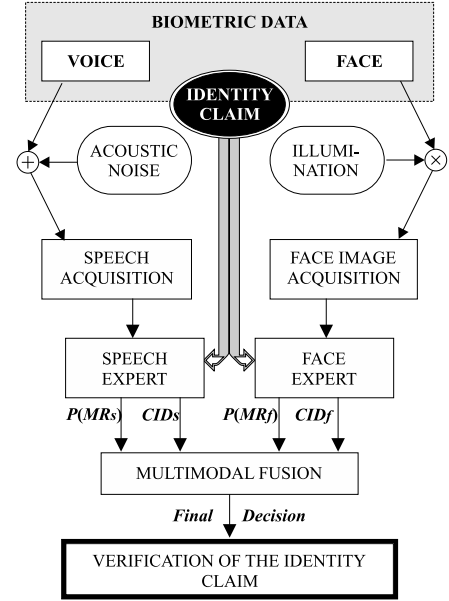 BIOMETRIC DATA
VOICE
FACE
IDENTITY
CLAIM
ACOUSTIC
NOISE
ILLUMI-
NATION
+
×
SPEECH
ACQUISITION
FACE IMAGE
ACQUISITION
SPEECH
EXPERT
FACE
EXPERT
P(MRs) CIDs P(MRf) CIDf
MULTIMODAL FUSION
Final Decision
VERIFICATION OF THE IDENTITY
CLAIM